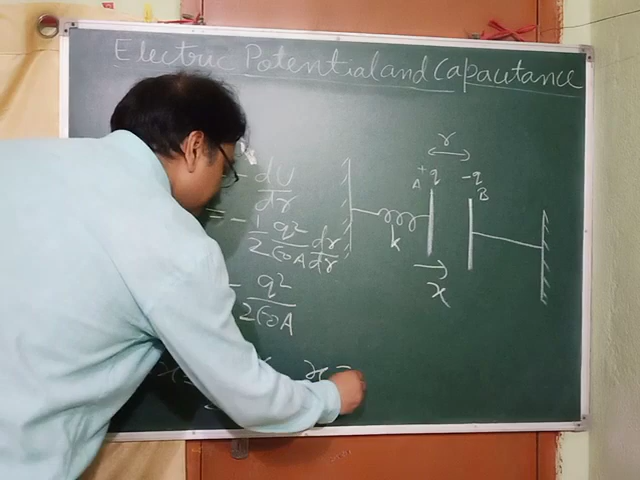 Electric Potential and Capacitance
- dU/dr
= - 1/2 q²/ε₀A dr/dr
- q²/2ε₀A
x =
r
+q
-q
A
B
k
x